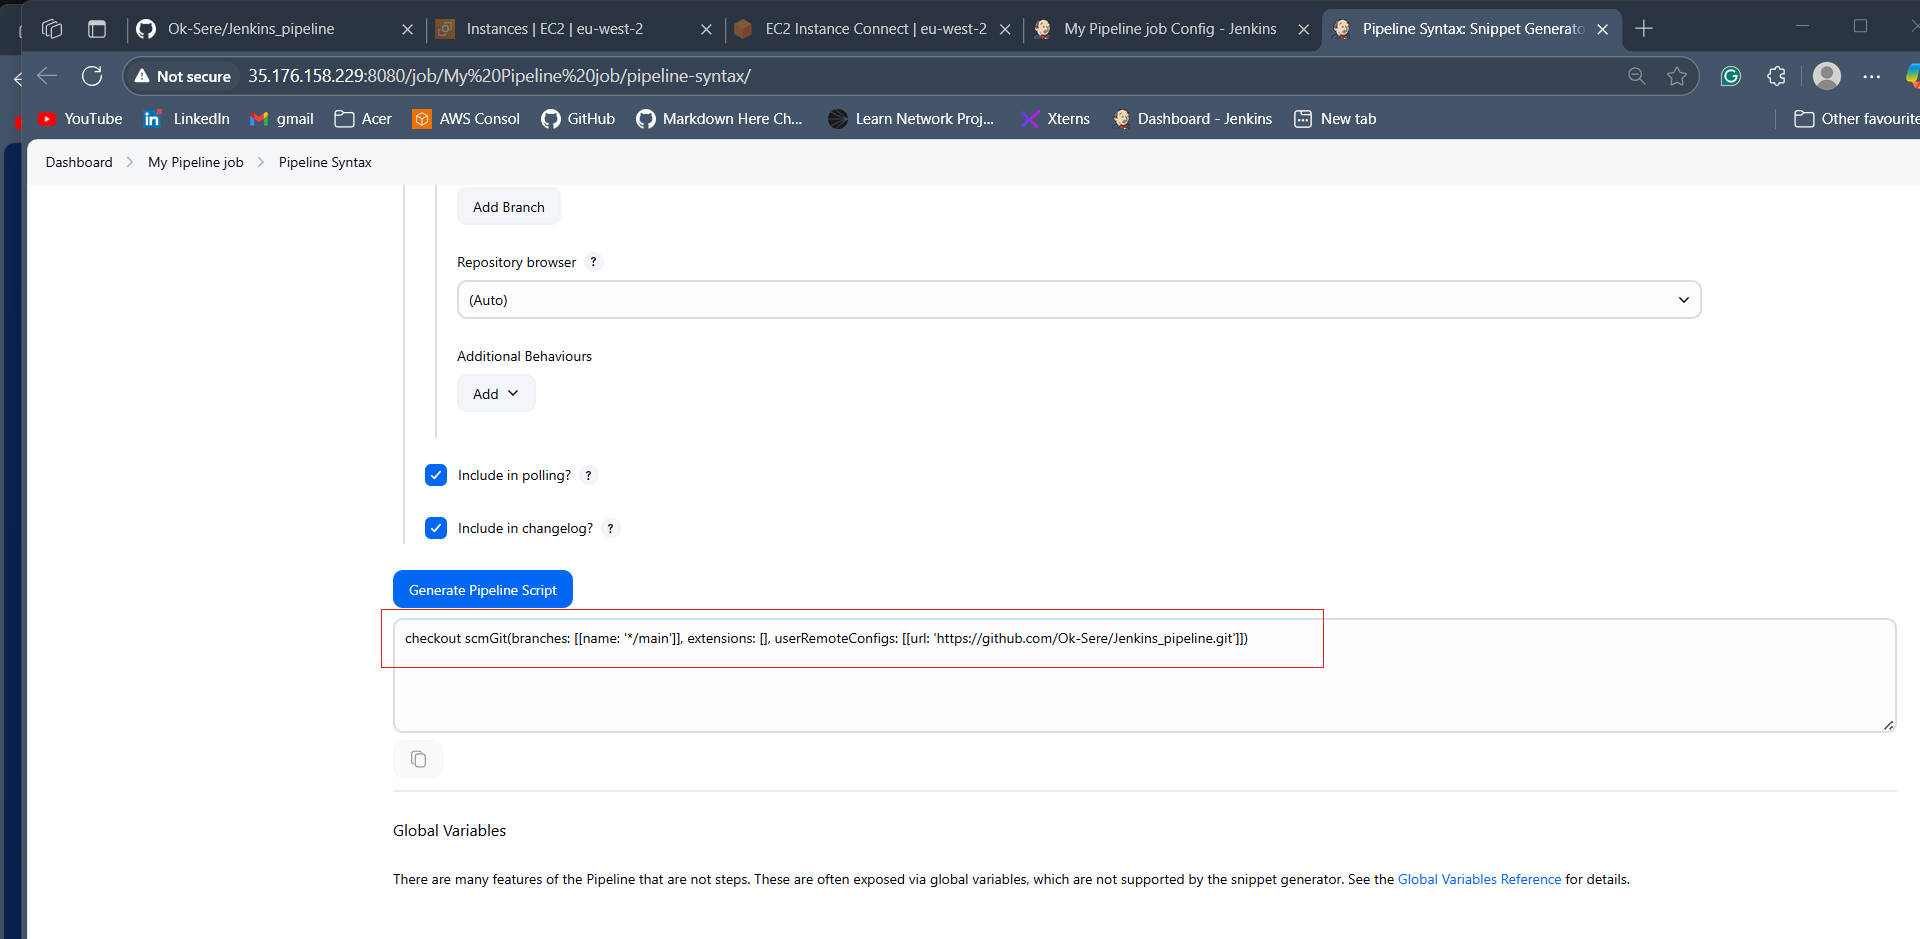 Ok-Sere/Jenkins_pipeline
Instances | EC2 | eu-west-2
EC2 Instance Connect | eu-west-2
My Pipeline job Config - Jenkins
Pipeline Syntax: Snippet Generato
Not secure
35.176.158.229:8080/job/My%20Pipeline%20job/pipeline-syntax/
YouTube
LinkedIn
gmail
Acer
AWS Consol
GitHub
Markdown Here Ch...
Learn Network Proj...
Xterns
Dashboard - Jenkins
New tab
Other favourite
Dashboard > My Pipeline job > Pipeline Syntax
Add Branch
Repository browser ?
(Auto)
Additional Behaviours
Add
Include in polling? ?
Include in changelog? ?
Generate Pipeline Script
checkout scmGit(branches: [[name: '*/main']], extensions: [], userRemoteConfigs: [[url: 'https://github.com/Ok-Sere/Jenkins_pipeline.git']])
Global Variables
There are many features of the Pipeline that are not steps. These are often exposed via global variables, which are not supported by the snippet generator. See the Global Variables Reference for details.